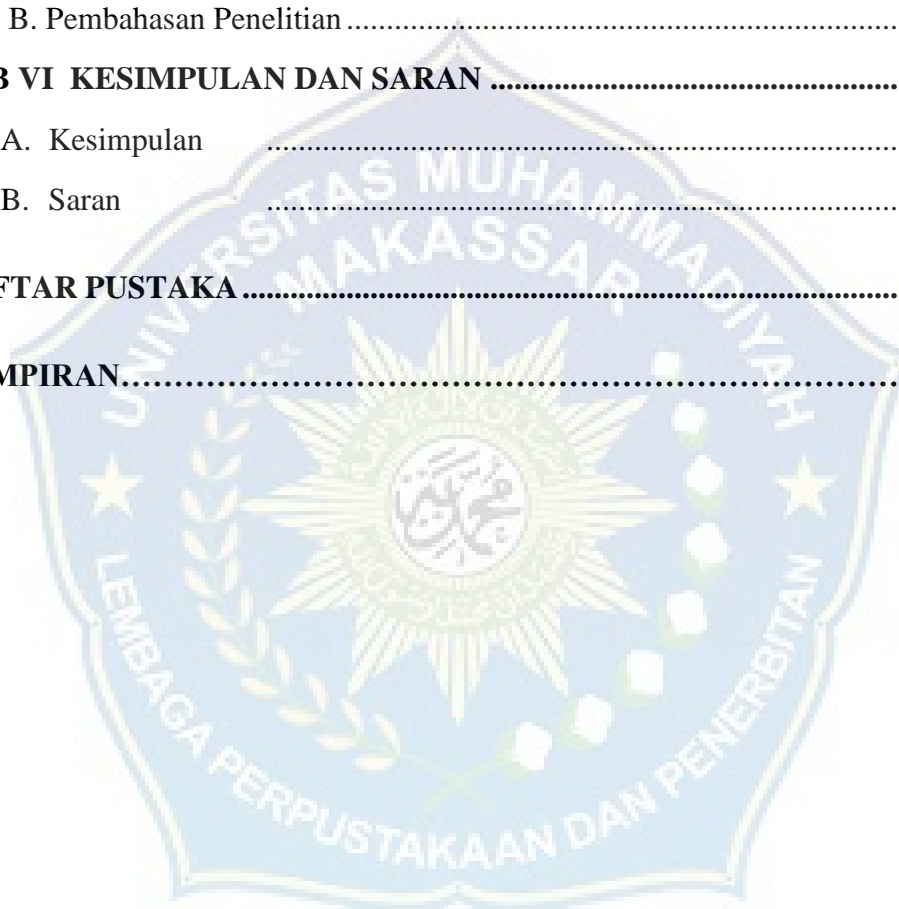 B. Pembahasan Penelitian ........................................................................
B VI KESIMPULAN DAN SARAN ....................................................
A. Kesimpulan ........................................................................................
B. Saran ........................................................................................
FTAR PUSTAKA ....................................................................................
MPIRAN………………………………………………………………
UNIVERSITAS MUHAMMADIYAH
MAKASSAR
LEMBAGA PERPUSTAKAAN DAN PENERBITAN